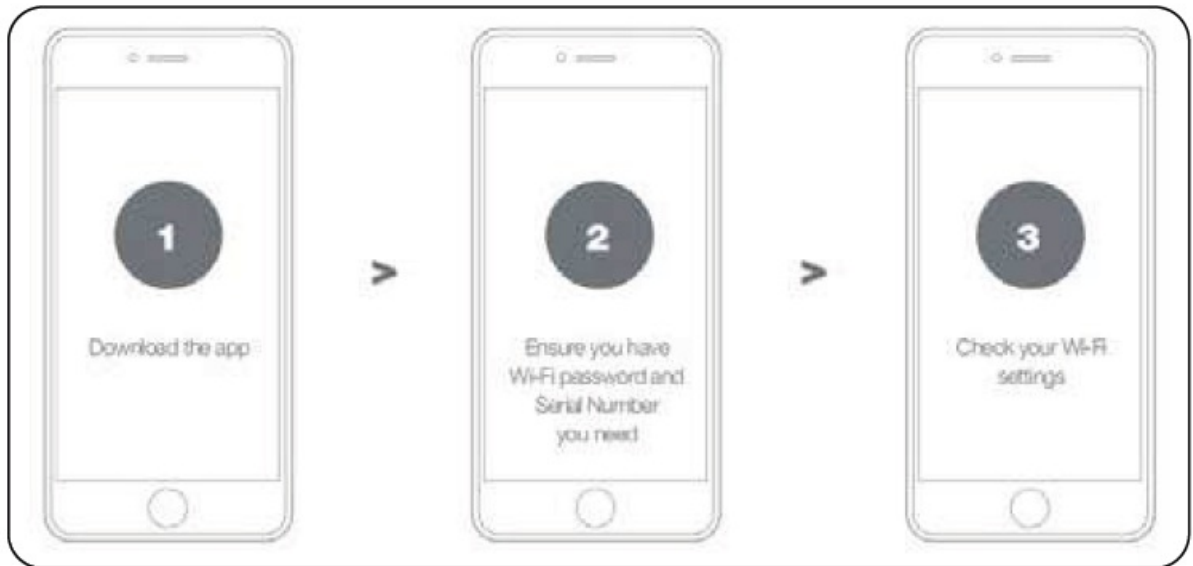 1
Download the app
>
2
Ensure you have
Wi-Fi password and
Serial Number
you need
>
3
Check your Wi-Fi
settings